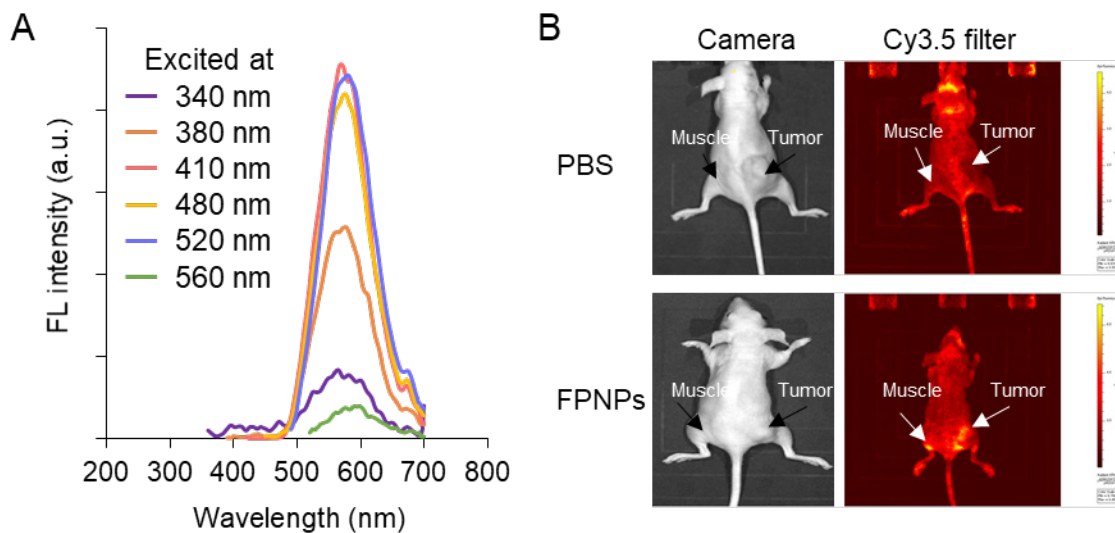 A
Excited at
340 nm
380 nm
410 nm
480 nm
520 nm
560 nm
FL intensity (a.u.)
200 300 400 500 600 700 800
Wavelength (nm)
B
Camera Cy3.5 filter
PBS
Muscle Tumor
Muscle Tumor
FPNPs
Muscle Tumor
Muscle Tumor